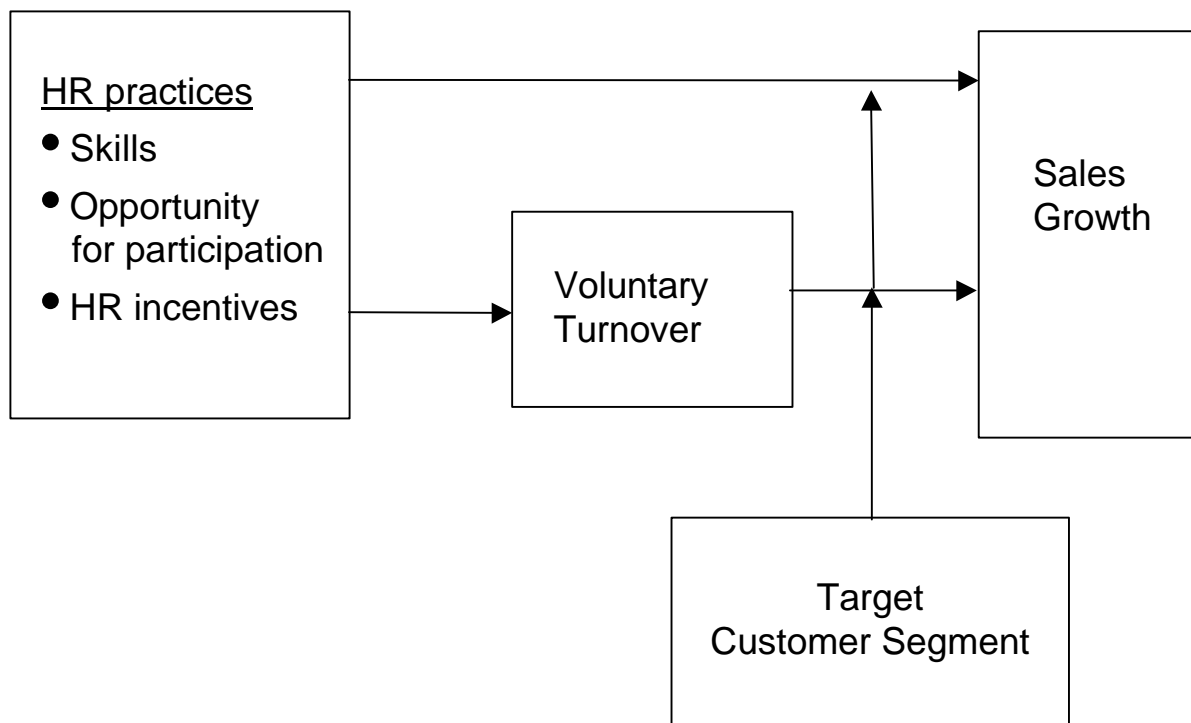 HR practices
• Skills
• Opportunity
for participation
• HR incentives
Voluntary
Turnover
Sales
Growth
Target
Customer Segment